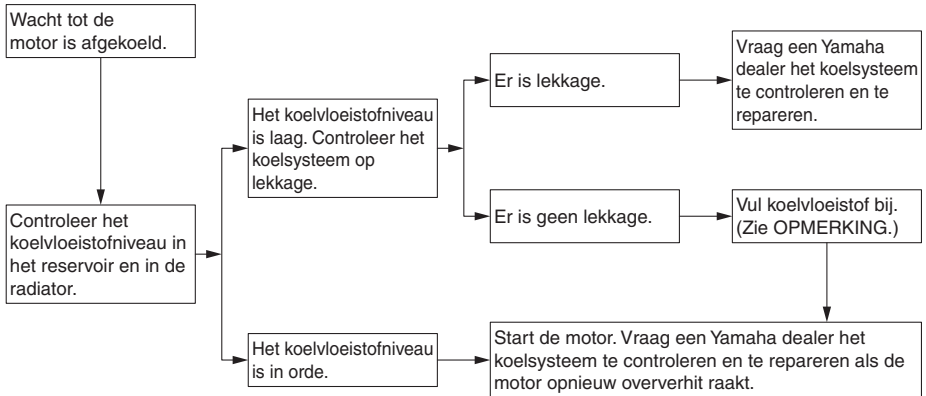 Wacht tot de
motor is afgekoeld.
Controleer het
koelvloeistofniveau in
het reservoir en in de
radiator.
Het koelvloeistofniveau
is laag. Controleer het
koelsysteem op
lekkage.
Het koelvloeistofniveau
is in orde.
Er is lekkage.
Er is geen lekkage.
Vraag een Yamaha
dealer het koelsysteem
te controleren en te
repareren.
Vul koelvloeistof bij.
(Zie OPMERKING.)
Start de motor. Vraag een Yamaha dealer het
koelsysteem te controleren en te repareren als de
motor opnieuw oververhit raakt.